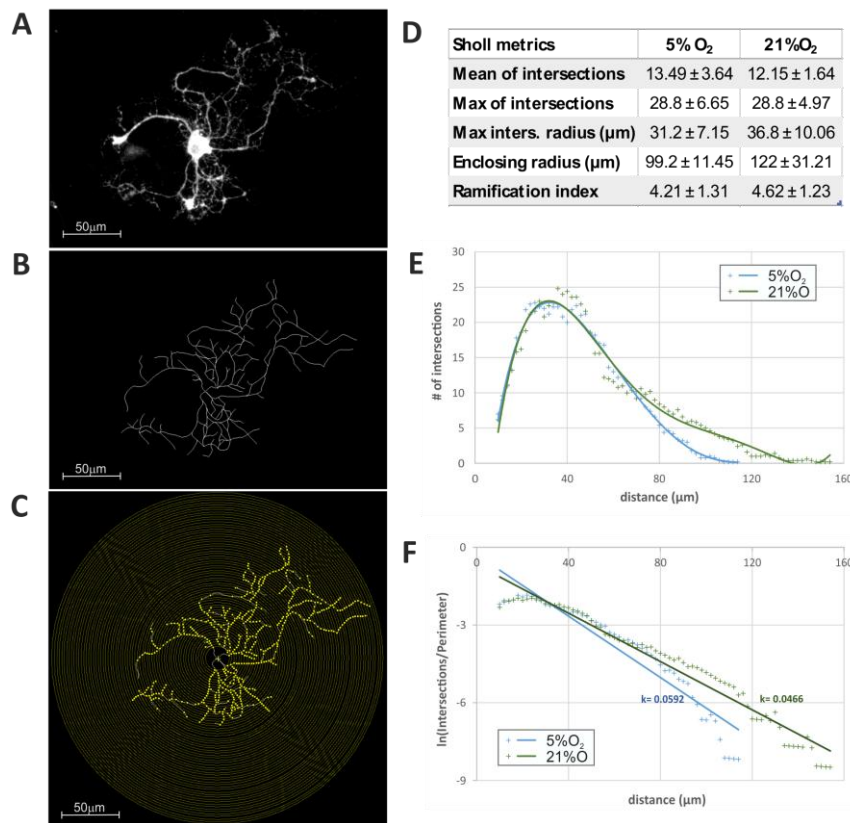 A
50μm
B
50μm
C
50μm
D
Sholl metrics 5% O₂ 21%O₂
Mean of intersections 13.49 ± 3.64 12.15 ± 1.64
Max of intersections 28.8 ± 6.65 28.8 ± 4.97
Max inters. radius (μm) 31.2 ± 7.15 36.8 ± 10.06
Enclosing radius (μm) 99.2 ± 11.45 122 ± 31.21
Ramification index 4.21 ± 1.31 4.62 ± 1.23
E
30
25
20
15
10
5
0
# of intersections
5%O₂
21%O
0 40 80 120 160
distance (μm)
F
0 40 80 120 160
0
-3
-6
-9
ln(Intersections/Perimeter)
k= 0.0592
k= 0.0466
5%O₂
21%O
distance (μm)